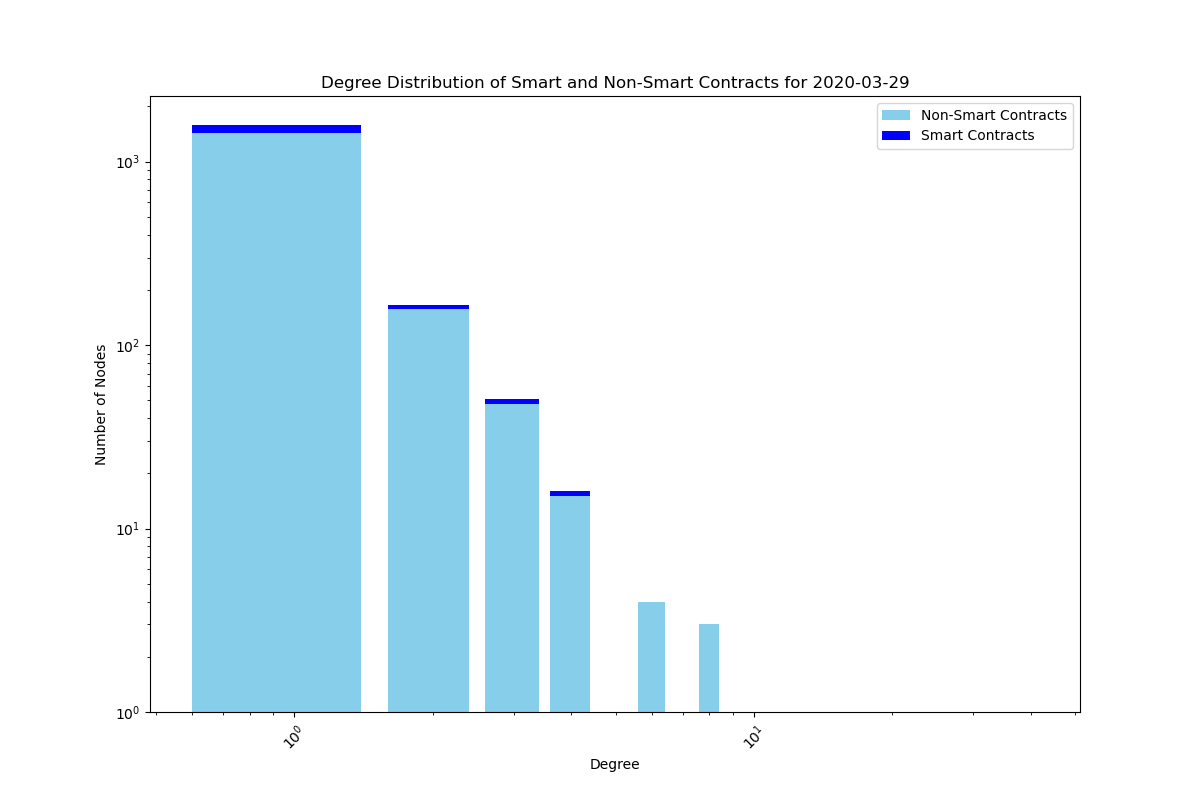 Degree Distribution of Smart and Non-Smart Contracts for 2020-03-29
Non-Smart Contracts
Smart Contracts
Number of Nodes
10³
10²
10¹
10⁰
10⁰
10¹
Degree